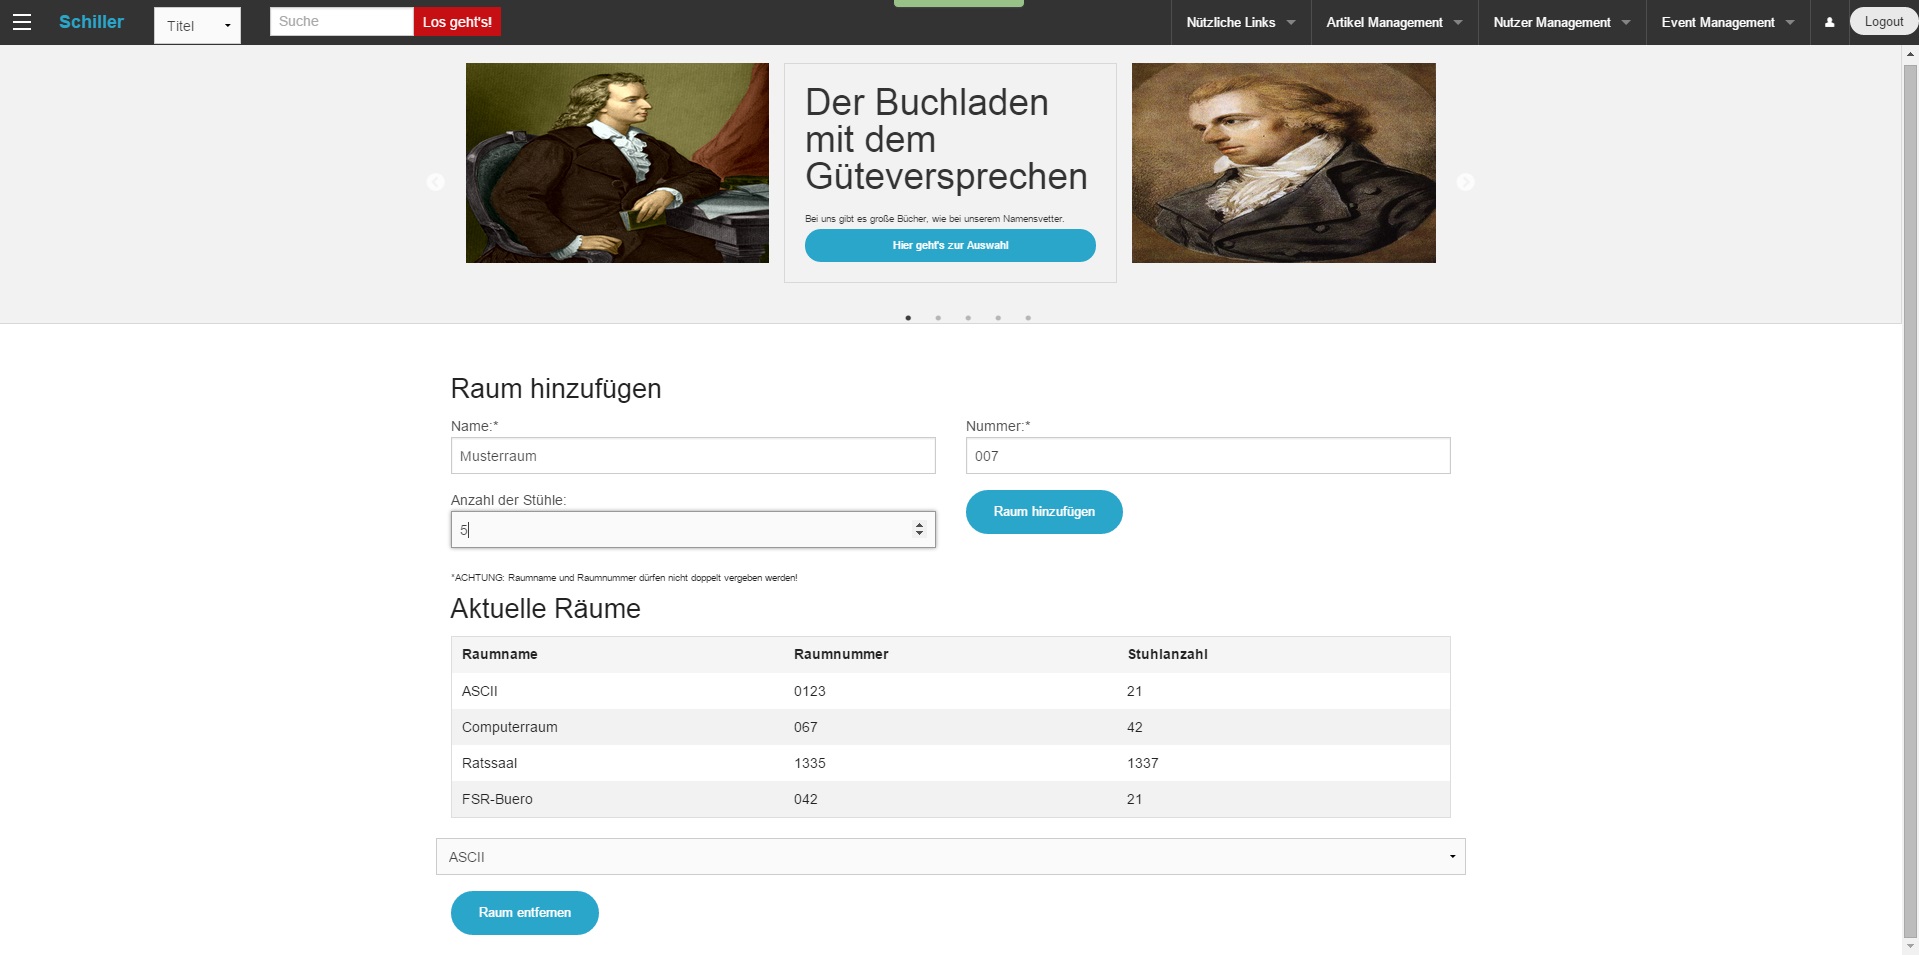 Schiller Titel Suche Los geht's! Nützliche Links Artikel Management Nutzer Management Event Management Logout
Der Buchladen
mit dem
Güteversprechen
Bei uns gibt es große Bücher, wie bei unserem Namensvetter.
Hier geht's zur Auswahl
Raum hinzufügen
Name:* Nummer:*
Musterraum 007
Anzahl der Stühle:
Raum hinzufügen
5
*ACHTUNG: Raumname und Raumnummer dürfen nicht doppelt vergeben werden!
Aktuelle Räume
Raumname Raumnummer Stuhlanzahl
ASCII 0123 21
Computerraum 067 42
Ratssaal 1335 1337
FSR-Buero 042 21
ASCII
Raum entfernen